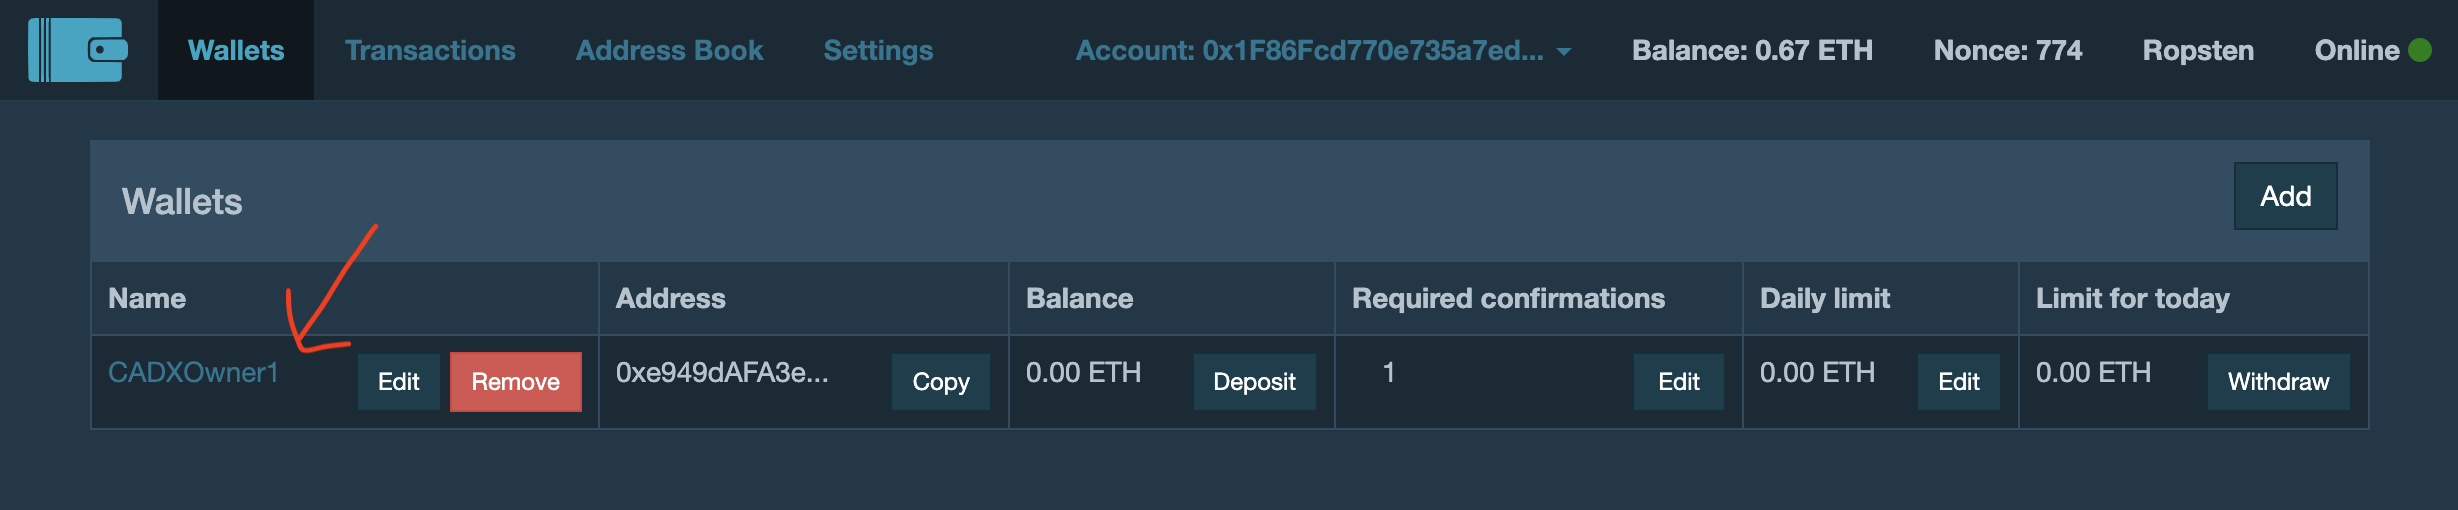 Wallets Transactions Address Book Settings Account: 0x1F86Fcd770e735a7ed... Balance: 0.67 ETH Nonce: 774 Ropsten Online
Wallets Add
Name Address Balance Required confirmations Daily limit Limit for today
CADXOwner1 Edit Remove 0xe949dAFA3e... Copy 0.00 ETH Deposit 1 Edit 0.00 ETH Edit 0.00 ETH Withdraw